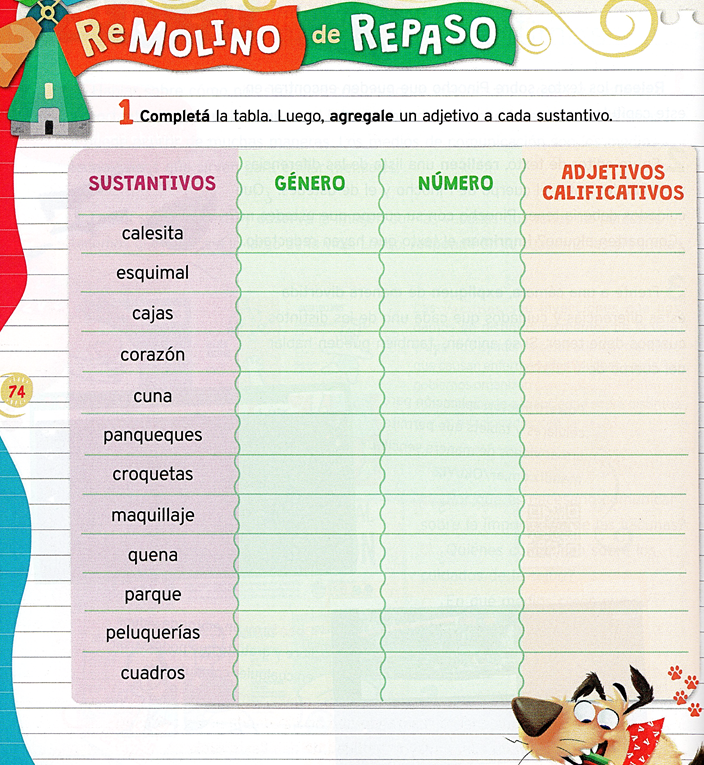 ReMOLINO de REPASO
1 Completá la tabla. Luego, agregale un adjetivo a cada sustantivo.
SUSTANTIVOS GÉNERO NÚMERO ADJETIVOS CALIFICATIVOS
calesita
esquimal
cajas
corazón
cuna
74
panqueques
croquetas
maquillaje
quena
parque
peluquerías
cuadros